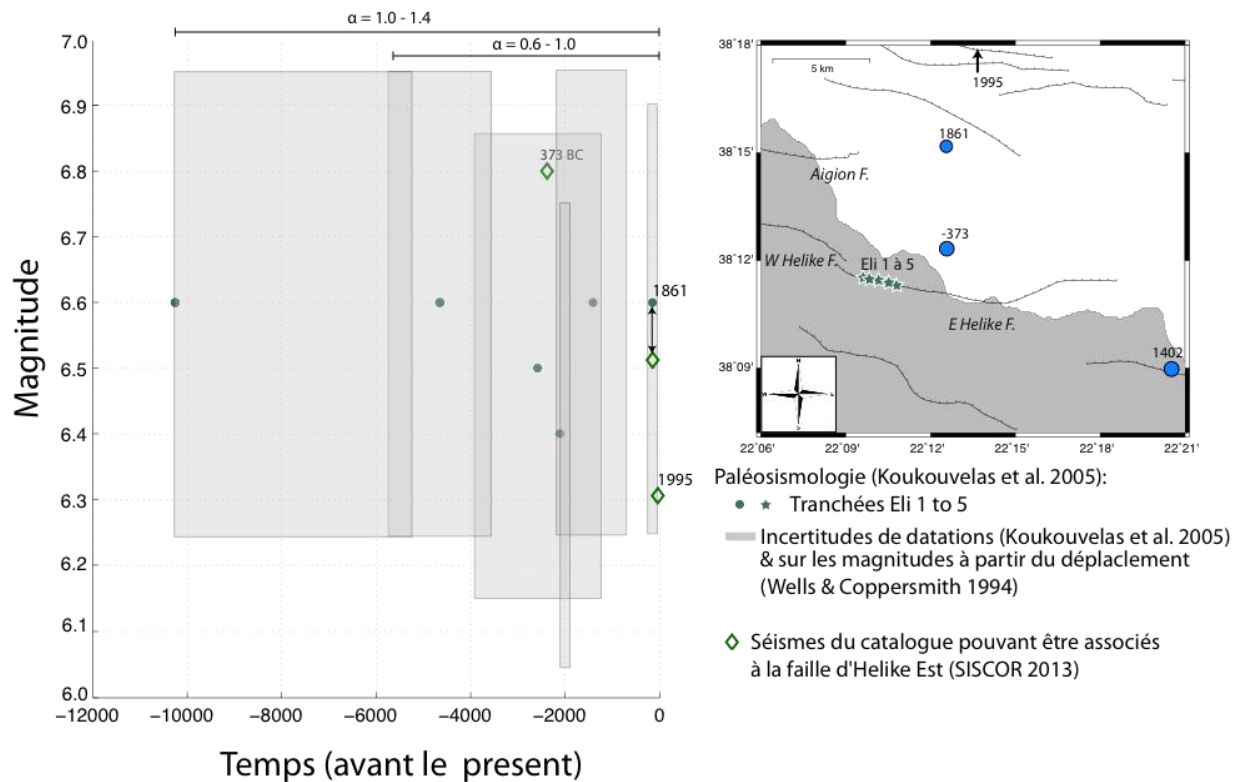 α = 1.0 - 1.4
α = 0.6 - 1.0
7.0
6.9
6.8
6.7
6.6
6.5
6.4
6.3
6.2
6.1
6.0
Magnitude
373 BC
1861
1995
−12000
−10000
−8000
−6000
−4000
−2000
0
Temps (avant le present)
38˚18'
38˚15'
38˚12'
38˚09'
5 km
1995
1861
Aigion F.
-373
W Helike F.
Eli 1 à 5
E Helike F.
1402
N
22˚06'
22˚09'
22˚12'
22˚15'
22˚18'
22˚21'
Paléosismologie (Koukouvelas et al. 2005):
Tranchées Eli 1 to 5
Incertitudes de datations (Koukouvelas et al. 2005)
& sur les magnitudes à partir du déplacement
(Wells & Coppersmith 1994)
Séismes du catalogue pouvant être associés
à la faille d'Helike Est (SISCOR 2013)